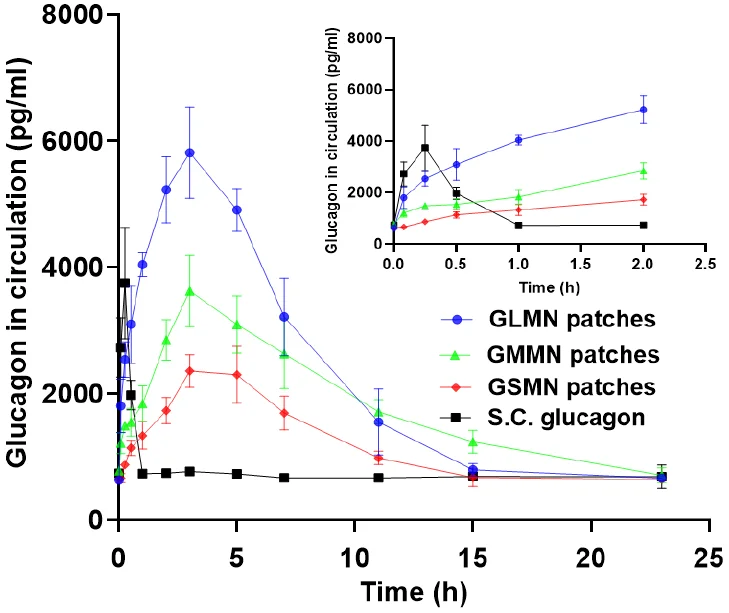 8000
6000
4000
2000
0
Glucagon in circulation (pg/ml)
0 5 10 15 20 25
Time (h)
8000
6000
4000
2000
0
Glucagon in circulation (pg/ml)
0.0 0.5 1.0 1.5 2.0 2.5
Time (h)
GLMN patches
GMMN patches
GSMN patches
S.C. glucagon